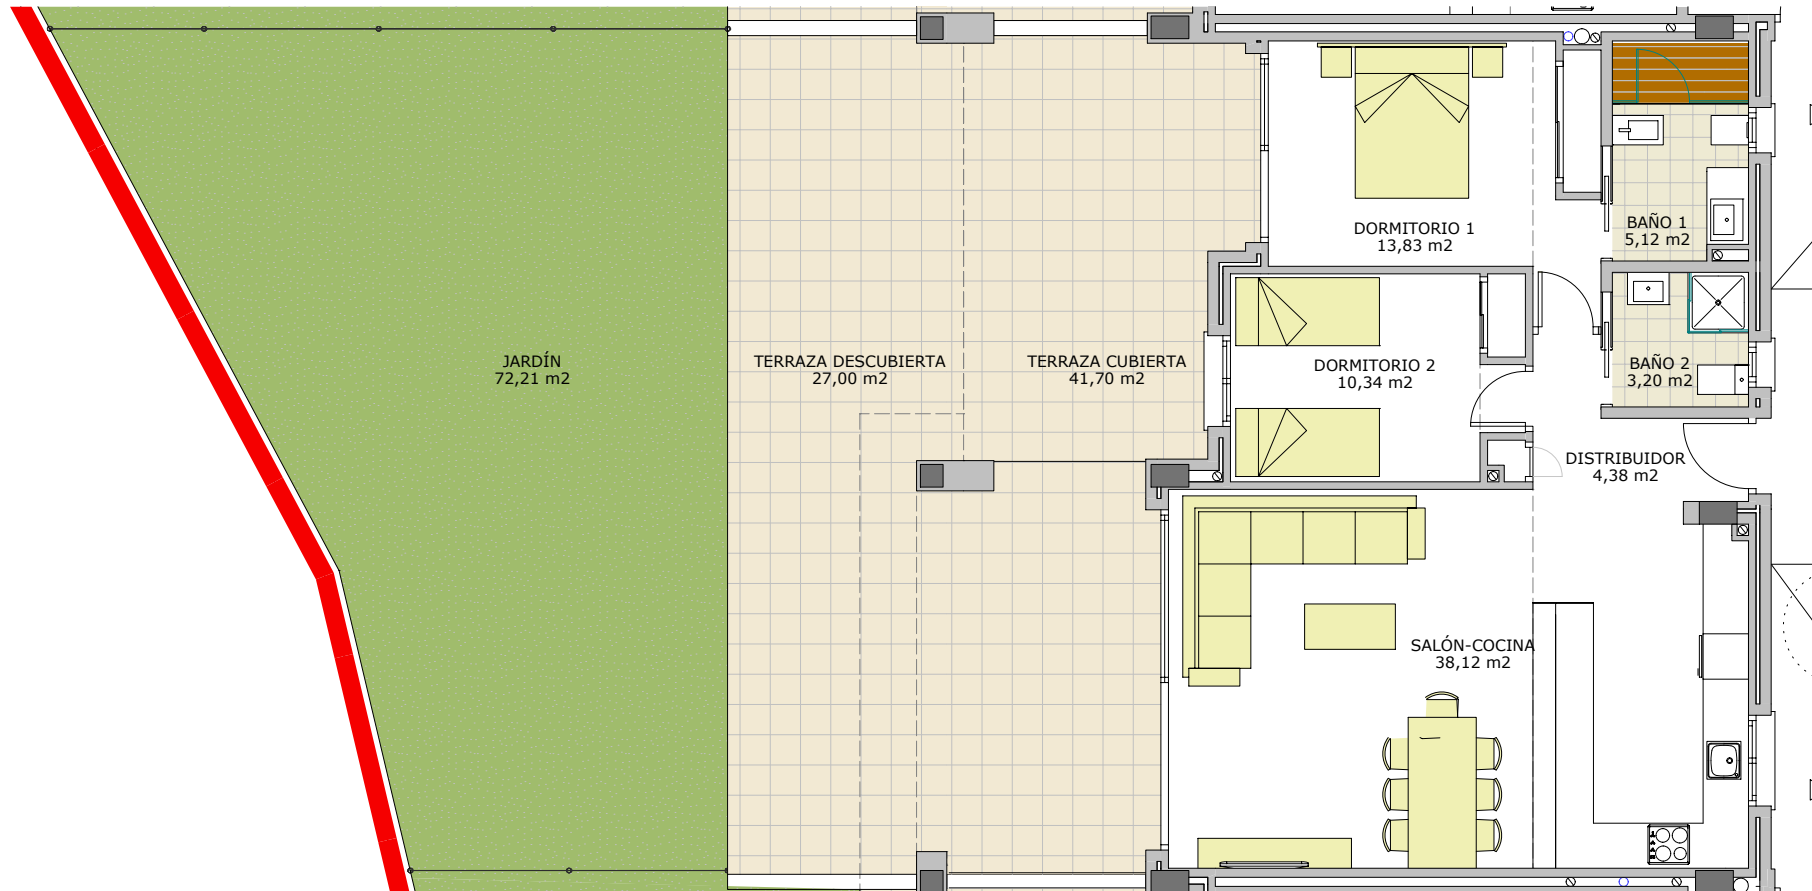 DORMITORIO 1
13,83 m2
BAÑO 1
5,12 m2
JARDÍN
72,21 m2
TERRAZA DESCUBIERTA
27,00 m2
TERRAZA CUBIERTA
41,70 m2
DORMITORIO 2
10,34 m2
BAÑO 2
3,20 m2
DISTRIBUIDOR
4,38 m2
SALÓN-COCINA
38,12 m2